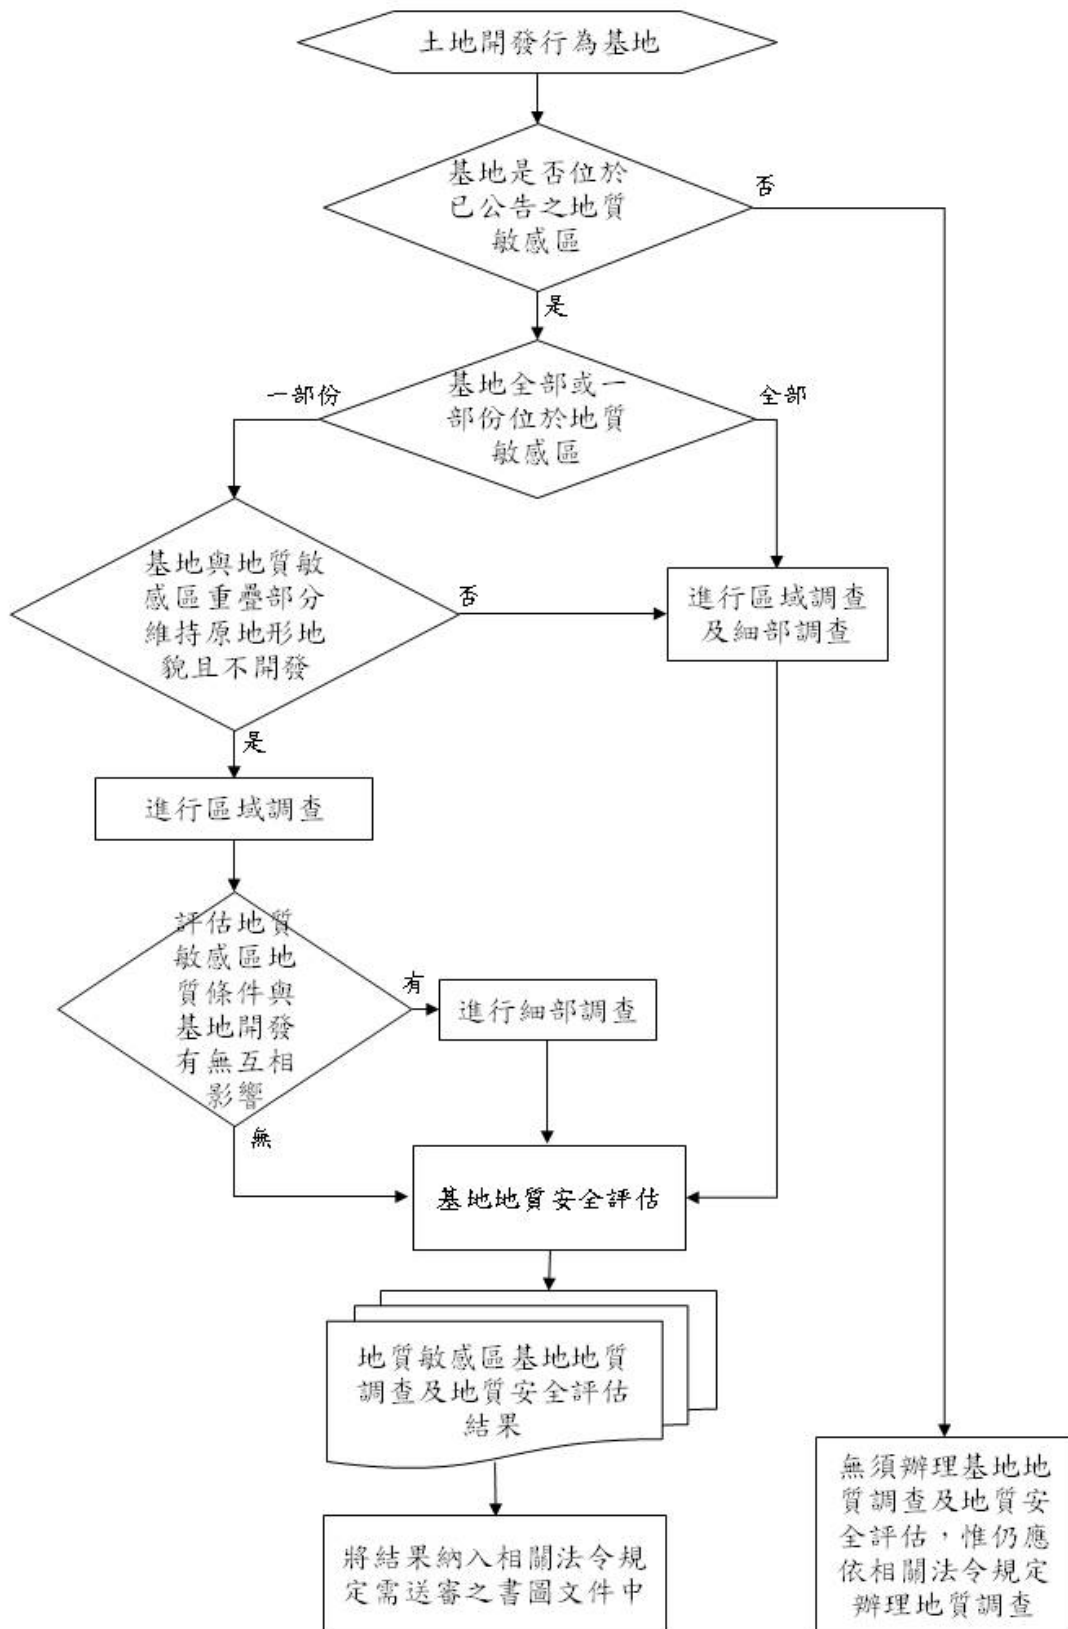 土地開發行為基地
基地是否位於
已公告之地質
敏感區
否
是
基地全部或一
部份位於地質
敏感區
一部份
全部
基地與地質敏
感區重疊部分
維持原地形地
貌且不開發
否
進行區域調查
及細部調查
是
進行區域調查
評估地質
敏感區地
質條件與
基地開發
有無互相
影響
有
進行細部調查
無
基地地質安全評估
地質敏感區基地地質
調查及地質安全評估
結果
將結果納入相關法令規
定需送審之書圖文件中
無須辦理基地地
質調查及地質安
全評估，惟仍應
依相關法令規定
辦理地質調查